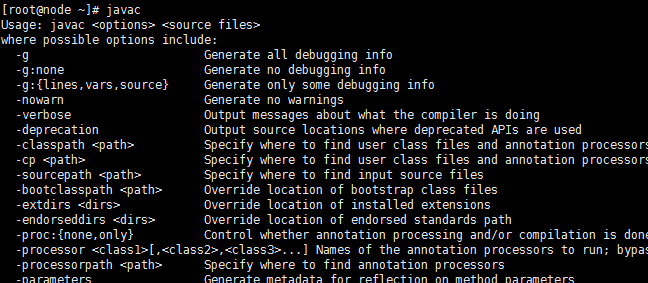 [root@node ~]# javac
Usage: javac <options> <source files>
where possible options include:
  -g                         Generate all debugging info
  -g:none                    Generate no debugging info
  -g:{lines,vars,source}     Generate only some debugging info
  -nowarn                    Generate no warnings
  -verbose                   Output messages about what the compiler is doing
  -deprecation               Output source locations where deprecated APIs are used
  -classpath <path>          Specify where to find user class files and annotation processors
  -cp <path>                 Specify where to find user class files and annotation processors
  -sourcepath <path>         Specify where to find input source files
  -bootclasspath <path>      Override location of bootstrap class files
  -extdirs <dirs>            Override location of installed extensions
  -endorseddirs <dirs>       Override location of endorsed standards path
  -proc:{none,only}          Control whether annotation processing and/or compilation is done
  -processor <class1>[,<class2>,<class3>...] Names of the annotation processors to run; bypas
  -processorpath <path>      Specify where to find annotation processors
  -parameters                Generate metadata for reflection on method parameters